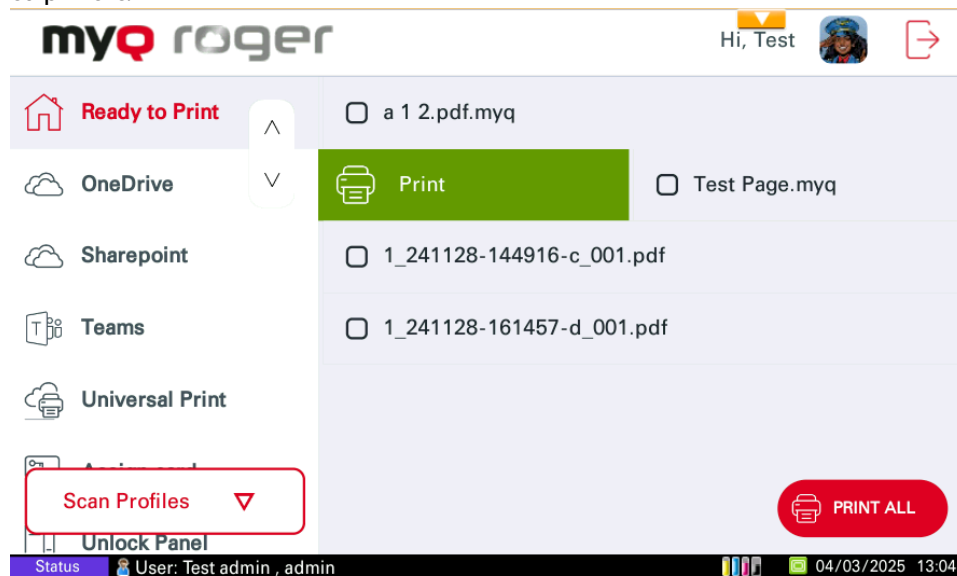 myq roger
Hi, Test
Ready to Print
OneDrive
Sharepoint
Teams
Universal Print
Scan Profiles
Unlock Panel
a 1 2.pdf.myq
Print
Test Page.myq
1_241128-144916-c_001.pdf
1_241128-161457-d_001.pdf
PRINT ALL
Status
User: Test admin , admin
04/03/2025 13:04